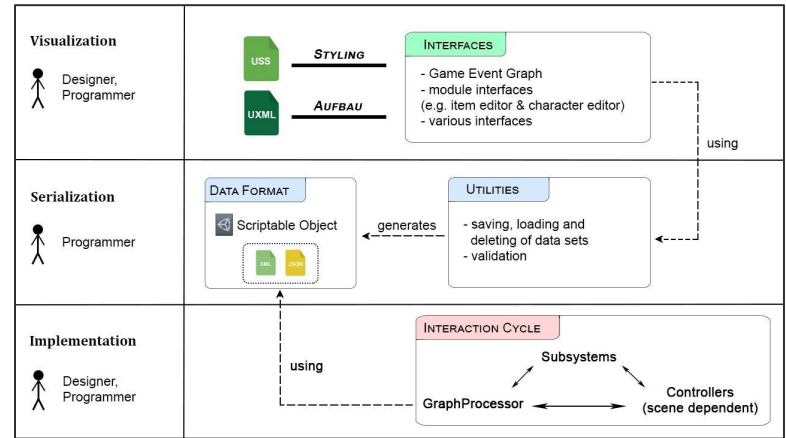 Visualization
Designer,
Programmer
USS
STYLING
UXML
AUFBAU
INTERFACES
- Game Event Graph
- module interfaces
(e.g. item editor & character editor)
- various interfaces
using
Serialization
Programmer
DATA FORMAT
Scriptable Object
XML
JSON
generates
UTILITIES
- saving, loading and
deleting of data sets
- validation
Implementation
Designer,
Programmer
using
INTERACTION CYCLE
Subsystems
GraphProcessor
Controllers
(scene dependent)